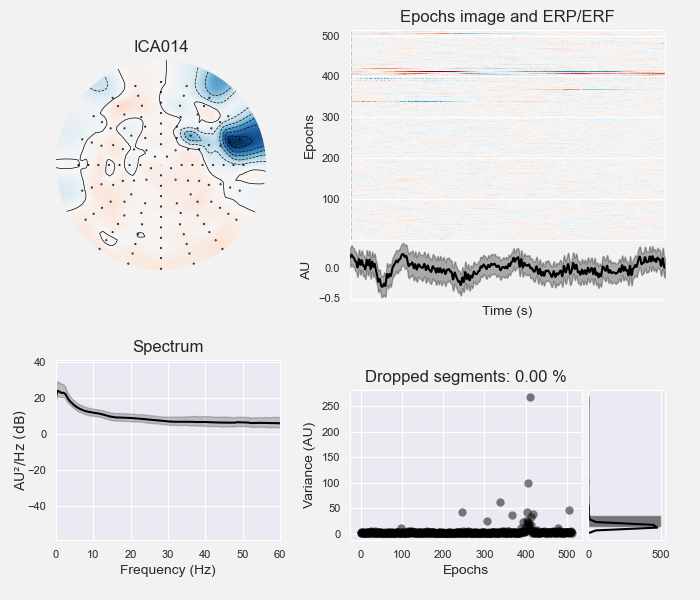 ICA014
Epochs image and ERP/ERF
500
400
300
200
100
Epochs
0.0
−0.5
AU
Time (s)
Spectrum
40
20
0
−20
−40
AU²/Hz (dB)
0 10 20 30 40 50 60
Frequency (Hz)
Dropped segments: 0.00 %
250
200
150
100
50
0
Variance (AU)
0 100 200 300 400 500
Epochs
0 500